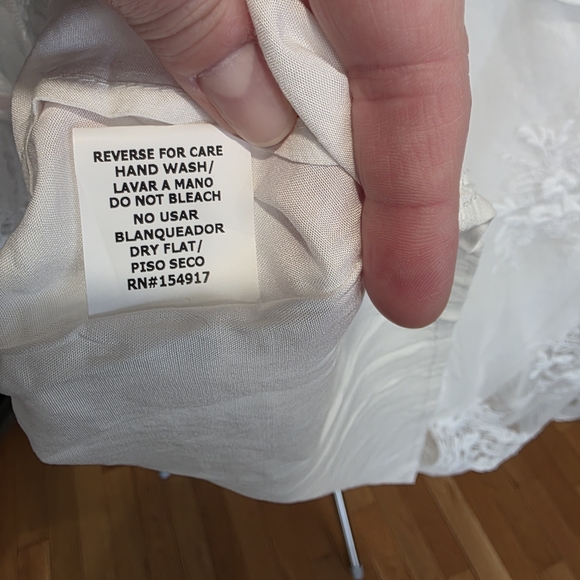 REVERSE FOR CARE
HAND WASH/
LAVAR A MANO
DO NOT BLEACH
NO USAR
BLANQUEADOR
DRY FLAT/
PISO SECO
RN#154917